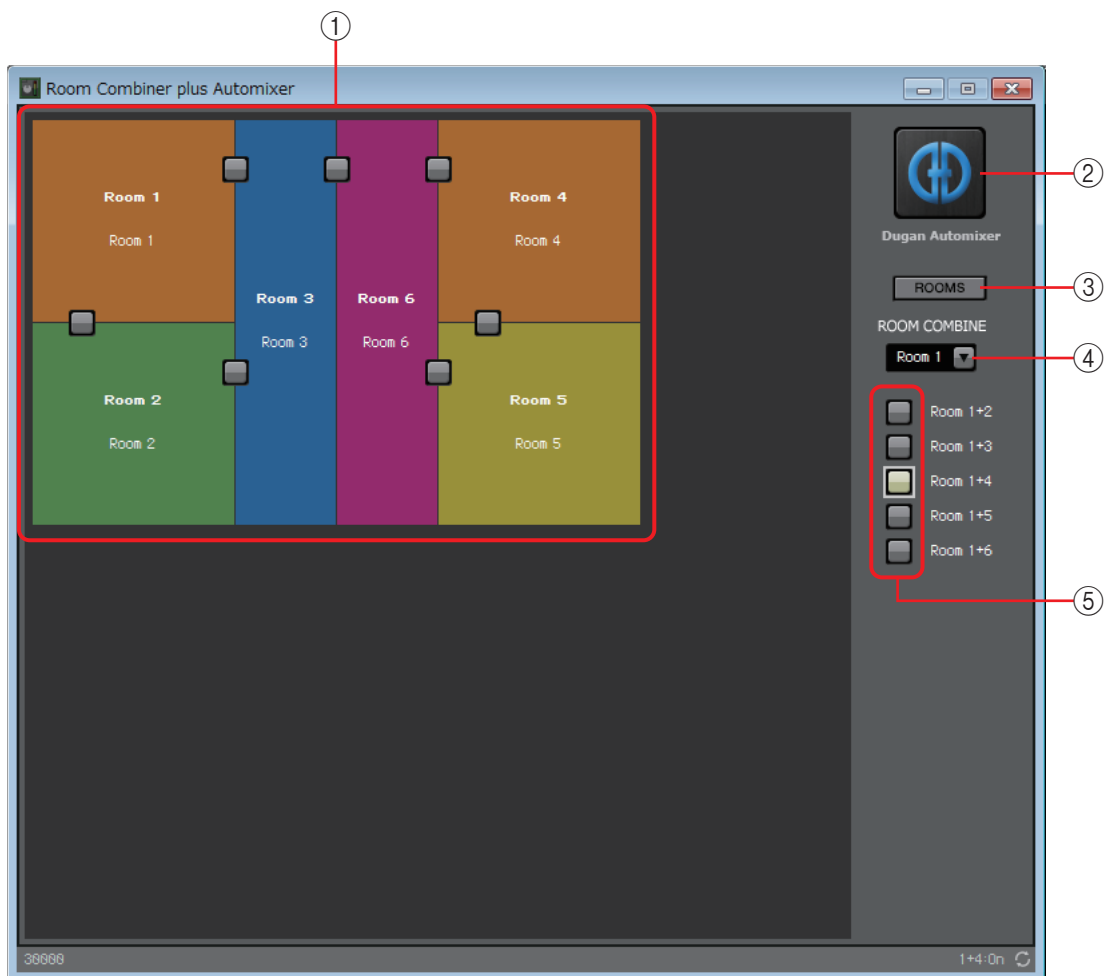 ①
Room Combiner plus Automixer
Room 1
Room 1
Room 4
Room 4
②
Dugan Automixer
Room 3
Room 3
Room 6
Room 6
ROOMS
③
ROOM COMBINE
Room 1
④
Room 2
Room 2
Room 5
Room 5
Room 1+2
Room 1+3
Room 1+4
Room 1+5
Room 1+6
⑤
30000
1+4:On